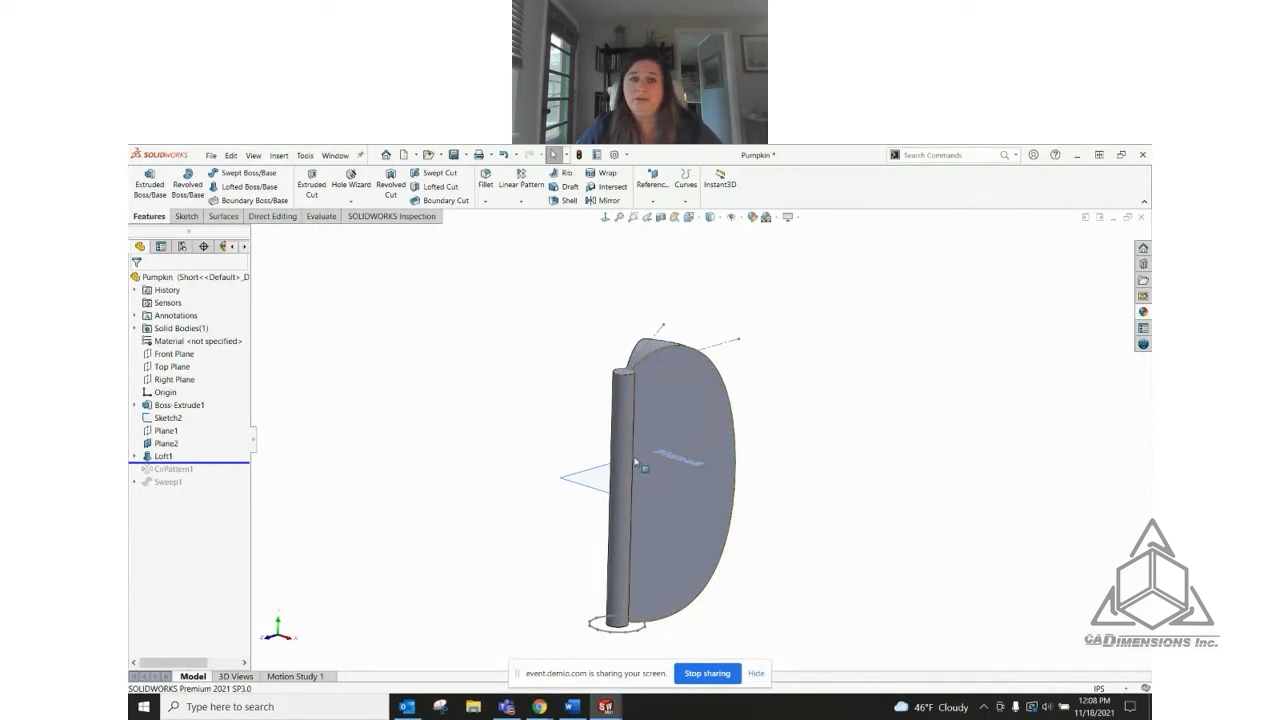 SOLIDWORKS File Edit View Insert Tools Window Pumpkin * Search Commands
Extruded Boss/Base Revolved Boss/Base Swept Boss/Base Lofted Boss/Base Boundary Boss/Base Extruded Cut Hole Wizard Revolved Cut Swept Cut Lofted Cut Boundary Cut Fillet Linear Pattern Rib Draft Shell Wrap Intersect Mirror Referenc... Curves Instant3D
Features Sketch Surfaces Direct Editing Evaluate SOLIDWORKS Inspection
Pumpkin (Short<<Default>_D
History
Sensors
Annotations
Solid Bodies(1)
Material <not specified>
Front Plane
Top Plane
Right Plane
Origin
Boss-Extrude1
Sketch2
Plane1
Plane2
Loft1
CirPattern1
Sweep1
CADIMENSIONS Inc.
event.demio.com is sharing your screen. Stop sharing Hide
Model 3D Views Motion Study 1
SOLIDWORKS Premium 2021 SP3.0 IPS
Type here to search 46°F Cloudy 12:08 PM
11/18/2021